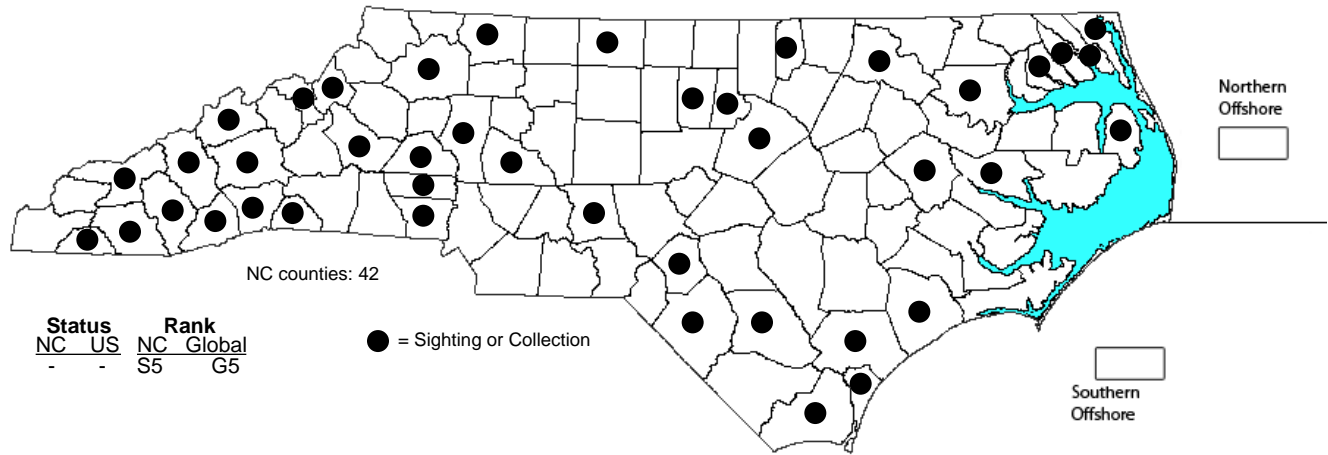 Northern
Offshore
NC counties: 42
Status Rank
NC US NC Global
- - S5 G5
= Sighting or Collection
Southern
Offshore